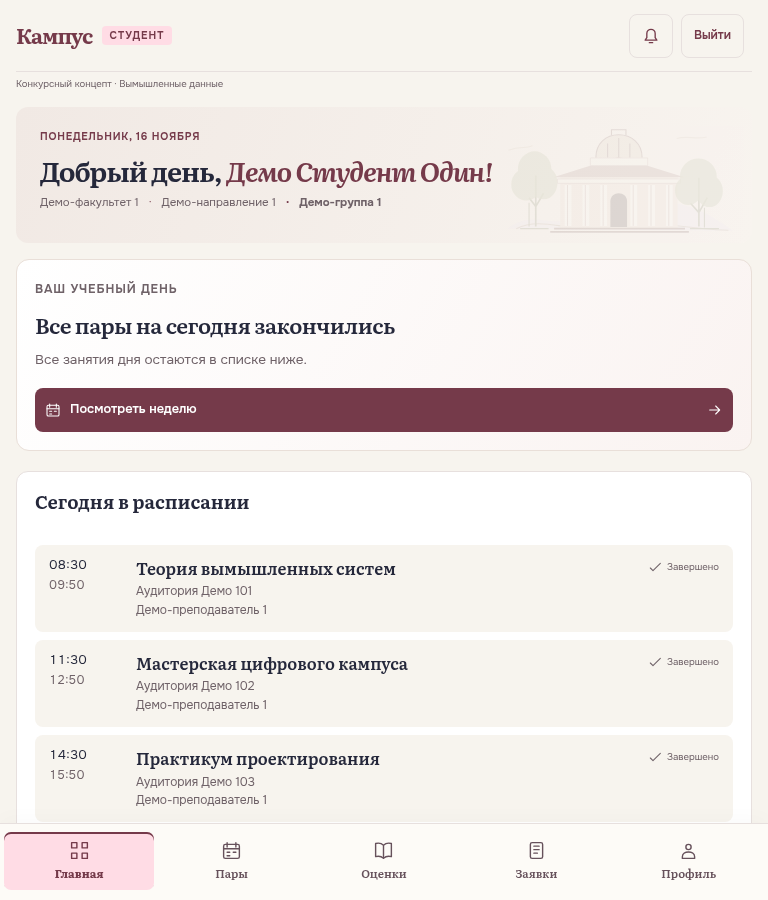 Кампус СТУДЕНТ
Выйти
Конкурсный концепт · Вымышленные данные
ПОНЕДЕЛЬНИК, 16 НОЯБРЯ
Добрый день, Демо Студент Один!
Демо-факультет 1 · Демо-направление 1 · Демо-группа 1
ВАШ УЧЕБНЫЙ ДЕНЬ
Все пары на сегодня закончились
Все занятия дня остаются в списке ниже.
Посмотреть неделю
Сегодня в расписании
08:30 Теория вымышленных систем Завершено
09:50 Аудитория Демо 101
Демо-преподаватель 1
11:30 Мастерская цифрового кампуса Завершено
12:50 Аудитория Демо 102
Демо-преподаватель 1
14:30 Практикум проектирования Завершено
15:50 Аудитория Демо 103
Демо-преподаватель 1
Главная Пары Оценки Заявки Профиль